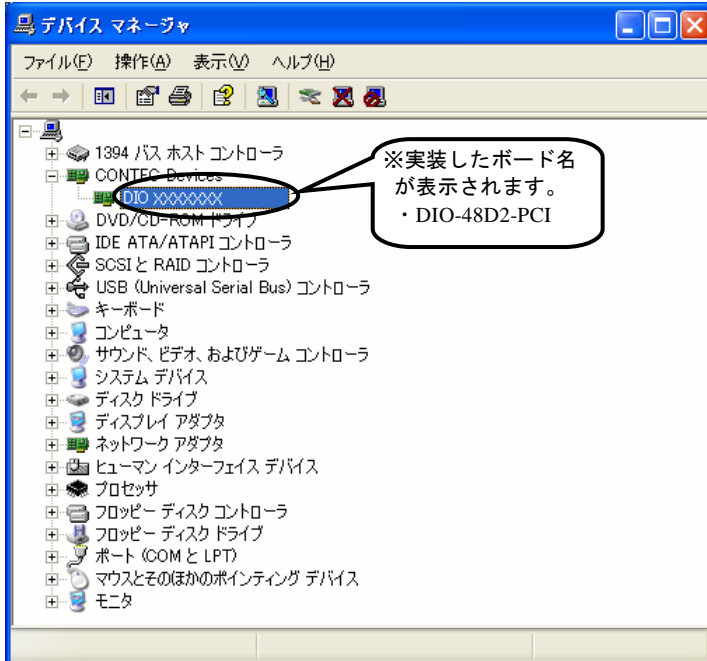 デバイス マネージャ
ファイル(F) 操作(A) 表示(V) ヘルプ(H)
1394 バス ホスト コントローラ
CONTEC Devices
DIO XXXXXXXX
※実装したボード名
が表示されます。
・DIO-48D2-PCI
DVD/CD-ROM ドライブ
IDE ATA/ATAPI コントローラ
SCSI と RAID コントローラ
USB (Universal Serial Bus) コントローラ
キーボード
コンピュータ
サウンド、ビデオ、およびゲーム コントローラ
システム デバイス
ディスク ドライブ
ディスプレイ アダプタ
ネットワーク アダプタ
ヒューマン インターフェイス デバイス
プロセッサ
フロッピー ディスク コントローラ
フロッピー ディスク ドライブ
ポート (COM と LPT)
マウスとそのほかのポインティング デバイス
モニタ